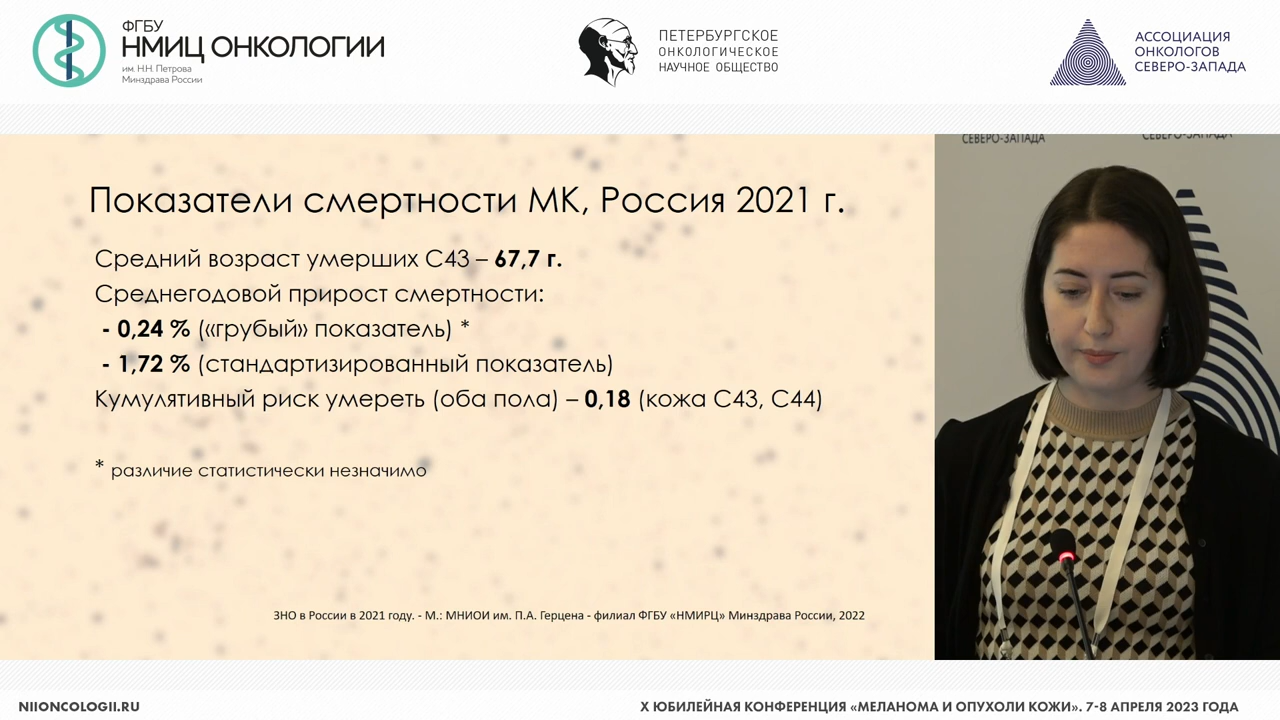 ФГБУ
НМИЦ ОНКОЛОГИИ
им. Н.Н. Петрова
Минздрава России
ПЕТЕРБУРГСКОЕ
ОНКОЛОГИЧЕСКОЕ
НАУЧНОЕ ОБЩЕСТВО
АССОЦИАЦИЯ
ОНКОЛОГОВ
СЕВЕРО-ЗАПАДА
СЕВЕРО-ЗАПАДА
СЕВЕРО-ЗАПАДА
Показатели смертности МК, Россия 2021 г.
Средний возраст умерших С43 – 67,7 г.
Среднегодовой прирост смертности:
- 0,24 % («грубый» показатель) *
- 1,72 % (стандартизированный показатель)
Кумулятивный риск умереть (оба пола) – 0,18 (кожа С43, С44)
* различие статистически незначимо
ЗНО в России в 2021 году. - М.: МНИОИ им. П.А. Герцена - филиал ФГБУ «НМИРЦ» Минздрава России, 2022
NIIONCOLOGII.RU
X ЮБИЛЕЙНАЯ КОНФЕРЕНЦИЯ «МЕЛАНОМА И ОПУХОЛИ КОЖИ». 7-8 АПРЕЛЯ 2023 ГОДА